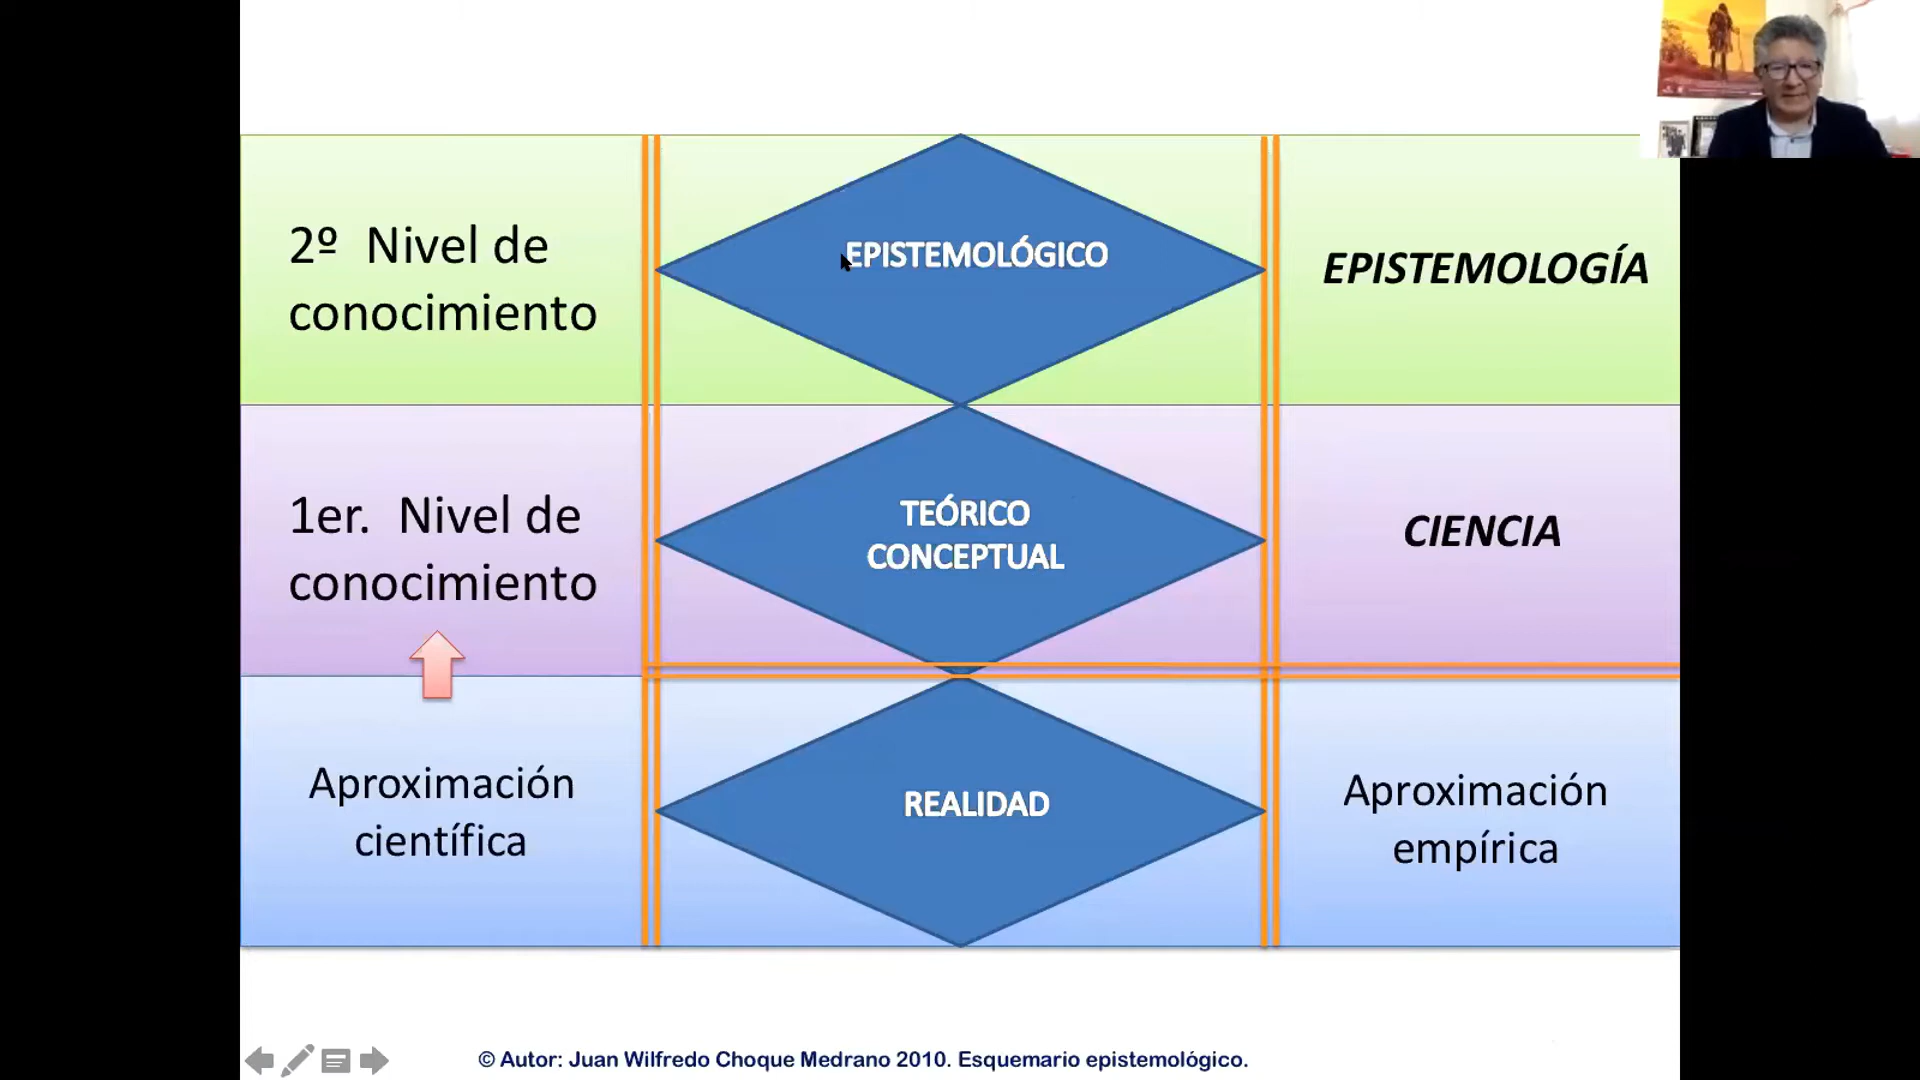 2º Nivel de
conocimiento
EPISTEMOLÓGICO
EPISTEMOLOGÍA
1er. Nivel de
conocimiento
TEÓRICO
CONCEPTUAL
CIENCIA
Aproximación
científica
REALIDAD
Aproximación
empírica
© Autor: Juan Wilfredo Choque Medrano 2010. Esquemario epistemológico.